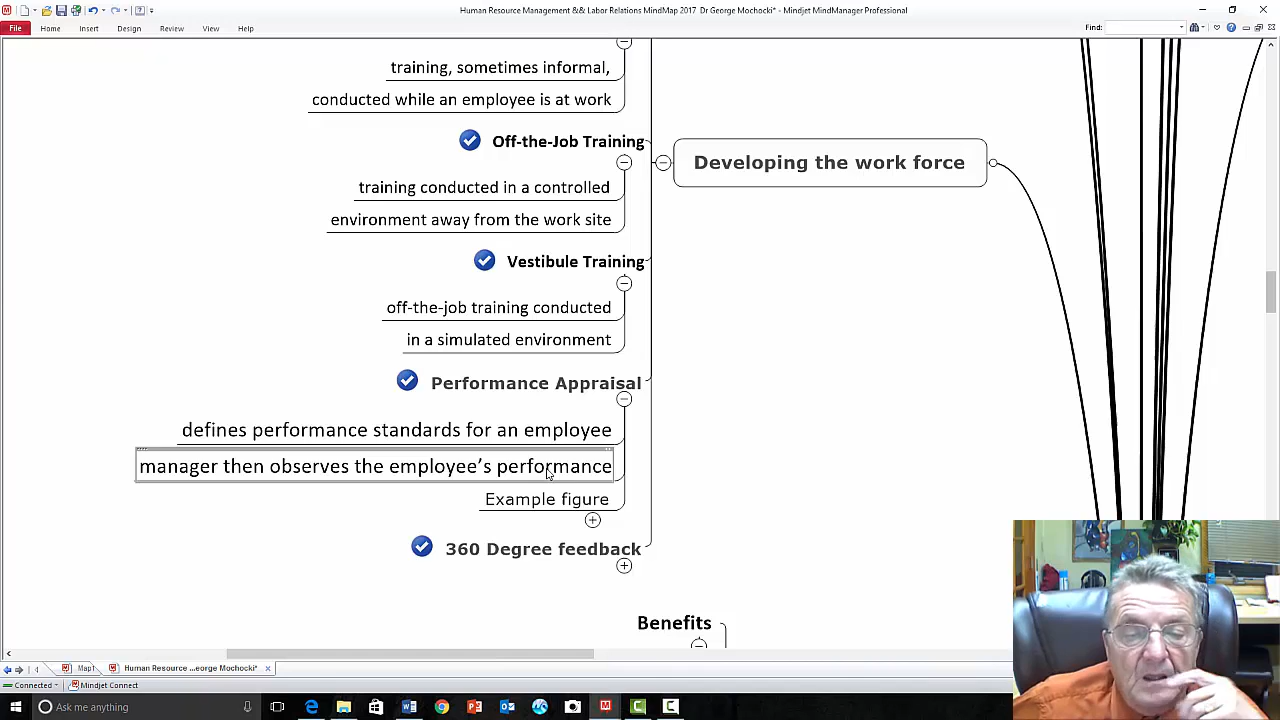 Human Resource Management && Labor Relations MindMap 2017 Dr George Mochocki* - Mindjet MindManager Professional
File Home Insert Design Review View Help Find:
training, sometimes informal,
conducted while an employee is at work
Off-the-Job Training
Developing the work force
training conducted in a controlled
environment away from the work site
Vestibule Training
off-the-job training conducted
in a simulated environment
Performance Appraisal
defines performance standards for an employee
manager then observes the employee’s performance
Example figure
360 Degree feedback
Benefits
Map1 Human Resource ...eorge Mochocki*
Connected Mindjet Connect
Ask me anything